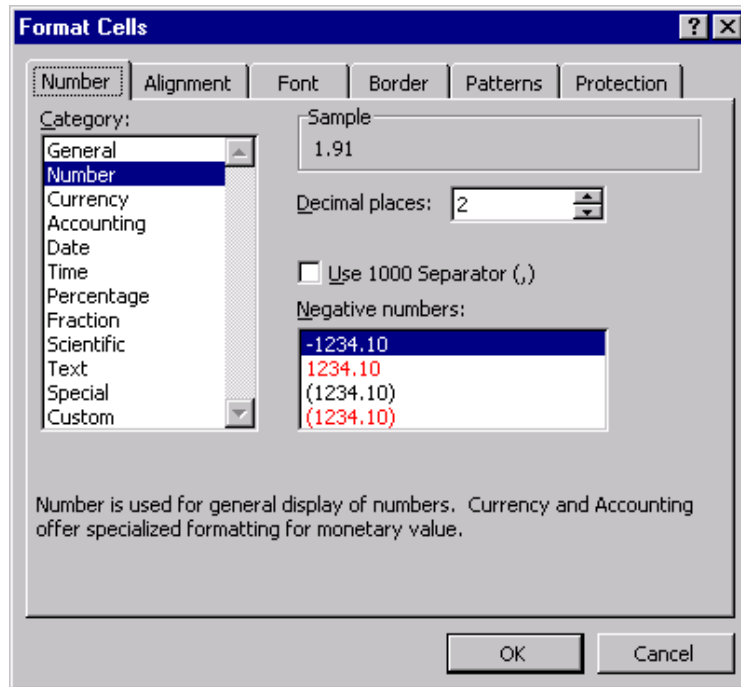 Format Cells
Number Alignment Font Border Patterns Protection
Category:
General
Number
Currency
Accounting
Date
Time
Percentage
Fraction
Scientific
Text
Special
Custom
Sample
1.91
Decimal places: 2
Use 1000 Separator (,)
Negative numbers:
-1234.10
1234.10
(1234.10)
(1234.10)
Number is used for general display of numbers. Currency and Accounting
offer specialized formatting for monetary value.
OK Cancel